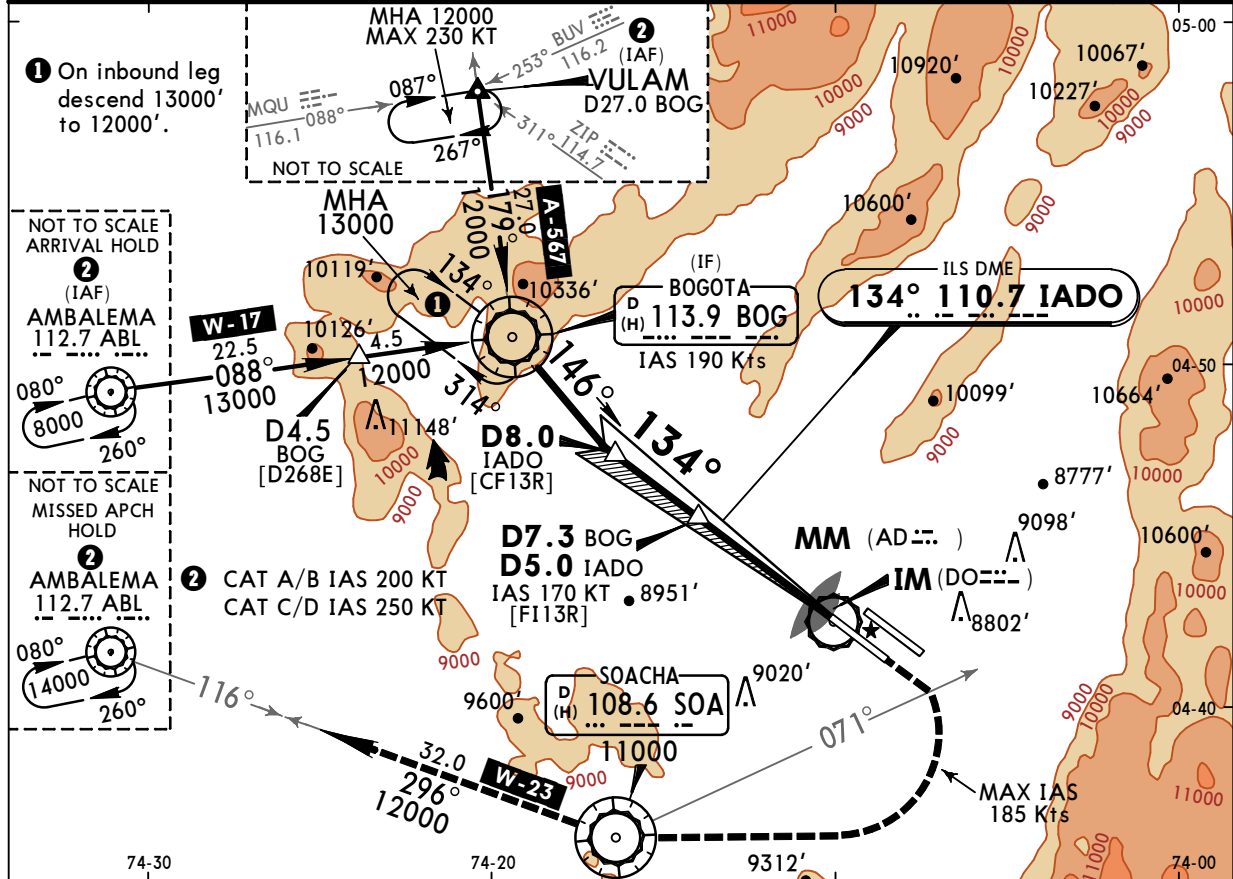 ❶ On inbound leg
descend 13000'
to 12000'.
MHA 12000
MAX 230 KT
253° BUV
116.2
❷
(IAF)
VULAM
D27.0 BOG
MQU
116.1 088°
087°
267°
311° ZIP
114.7
NOT TO SCALE
11000
10000
9000
10920'
10000
10067'
10227'
10000
9000
05-00
MHA
13000
27.0
179°
12000
A-567
10600'
9000
NOT TO SCALE
ARRIVAL HOLD
❷
(IAF)
AMBALEMA
112.7 ABL
080°
8000
260°
10119'
134°
❶
10336'
(IF)
BOGOTA
D
(H) 113.9 BOG
IAS 190 Kts
ILS DME
134° 110.7 IADO
10000
W-17
22.5
088°
13000
10126'
4.5
12000
314°
146°
134°
04-50
10664'
10099'
9000
10000
D4.5
BOG
[D268E]
11148'
10000
9000
D8.0
IADO
[CF13R]
8777'
9098'
10600'
10000
NOT TO SCALE
MISSED APCH
HOLD
❷
AMBALEMA
112.7 ABL
080°
14000
260°
❷ CAT A/B IAS 200 KT
CAT C/D IAS 250 KT
D7.3 BOG
D5.0 IADO
IAS 170 KT
[FI13R]
8951'
MM (AD )
IM (DO )
8802'
9000
116°
9600'
SOACHA
D
(H) 108.6 SOA
11000
9020'
071°
9000
10000
04-40
32.0
296°
12000
W-23
9000
MAX IAS
185 Kts
11000
11000
74-30
74-20
9312'
74-00